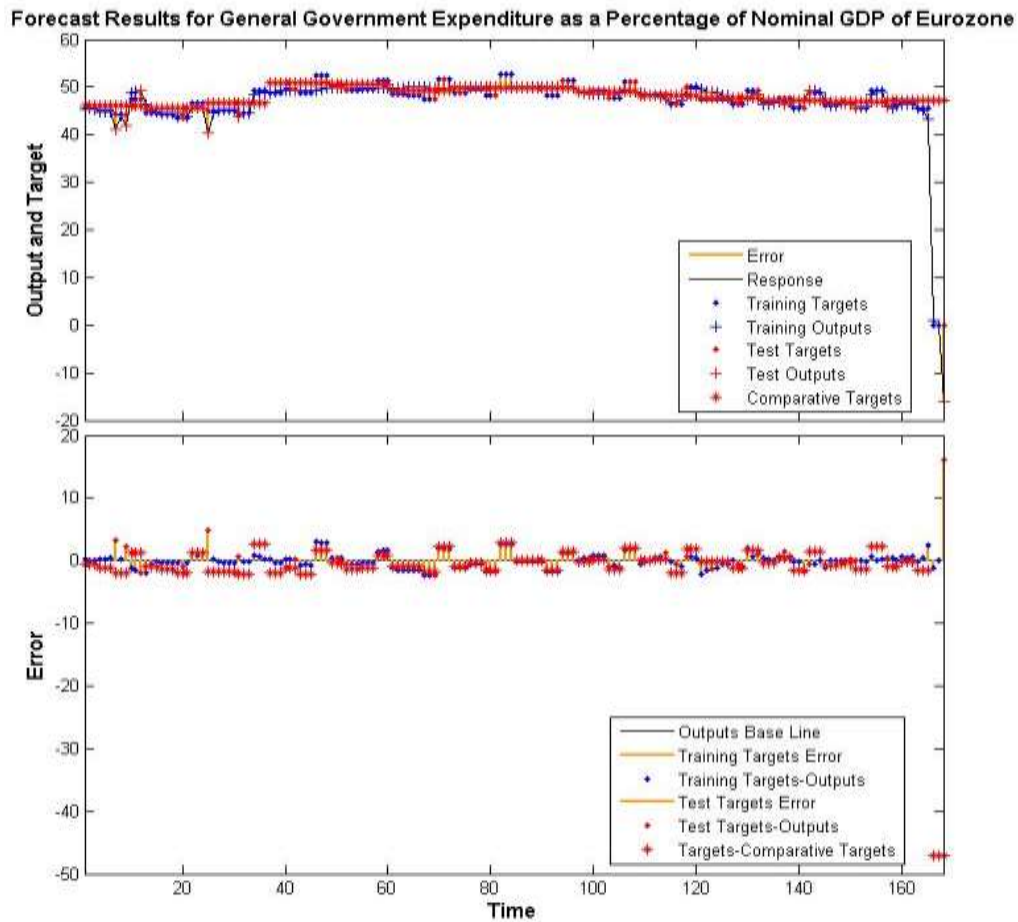 Forecast Results for General Government Expenditure as a Percentage of Nominal GDP of Eurozone
60
50
40
30
20
10
0
-10
-20
Output and Target
Error
Response
Training Targets
Training Outputs
Test Targets
Test Outputs
Comparative Targets
20
10
0
-10
-20
-30
-40
-50
Error
Outputs Base Line
Training Targets Error
Training Targets-Outputs
Test Targets Error
Test Targets-Outputs
Targets-Comparative Targets
20
40
60
80
100
120
140
160
Time